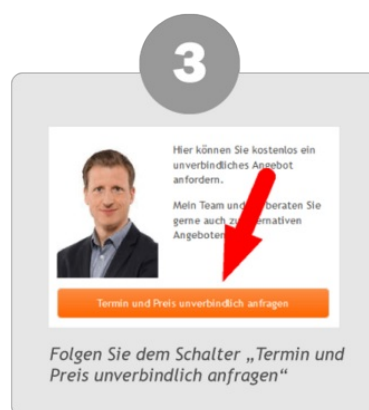 3
Hier können Sie kostenlos ein
unverbindliches Angebot
anfordern.
Mein Team und beraten Sie
gerne auch zu
Angeboten
Termin und Preis unverbindlich anfragen
Folgen Sie dem Schalter „Termin und
Preis unverbindlich anfragen“